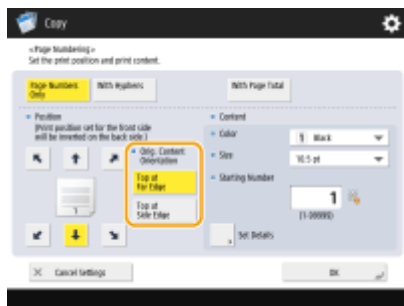 Copy
<Page Numbering>
Set the print position and print content.
Page Numbers
Only
With Hyphens
With Page Total
Position
(Print position set for the front side
will be inverted on the back side.)
Orig. Content
Orientation
Top at
Far Edge
Top at
Side Edge
1
Content
Color
1 Black
Size
10.5 pt
Starting Number
1
(1-99999)
Set Details
Cancel Settings
OK